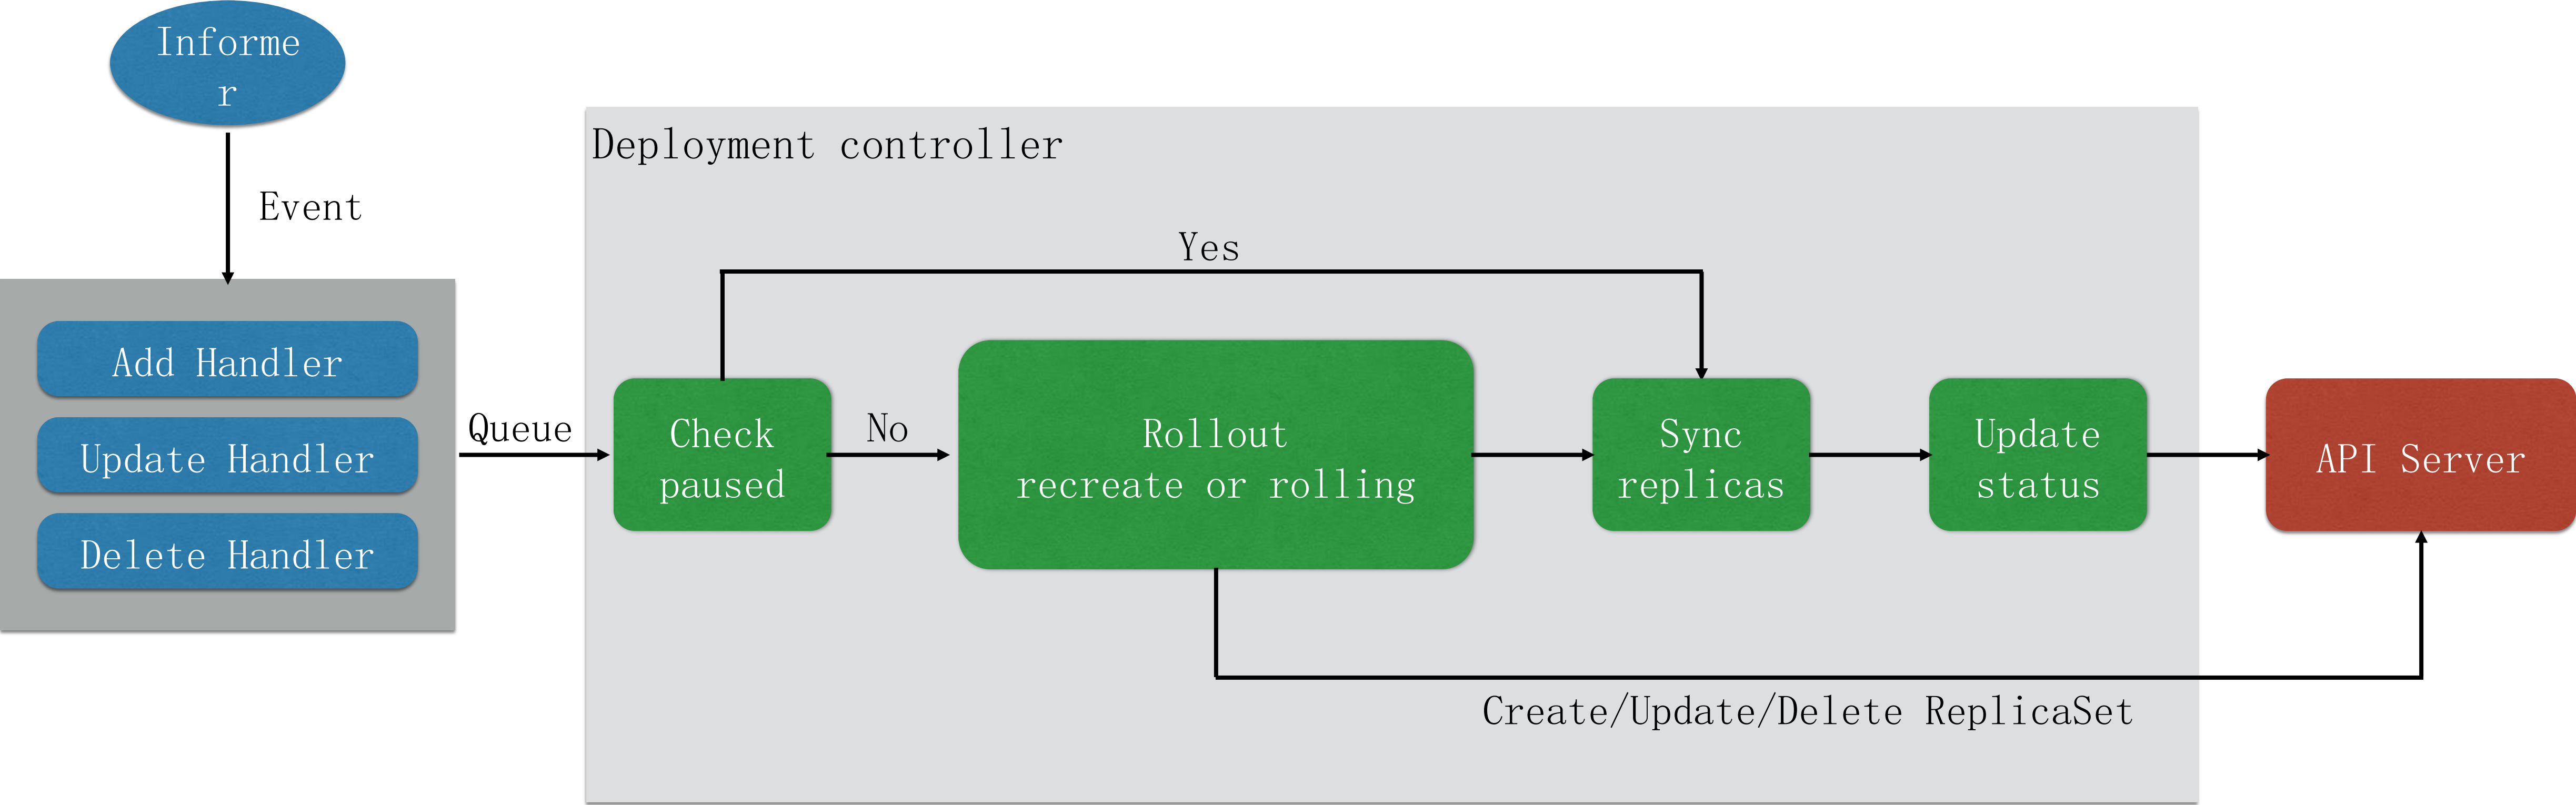 Informe
r
Event
Add Handler
Update Handler
Delete Handler
Queue
Deployment controller
Yes
Check
paused
No
Rollout
recreate or rolling
Sync
replicas
Update
status
API Server
Create/Update/Delete ReplicaSet